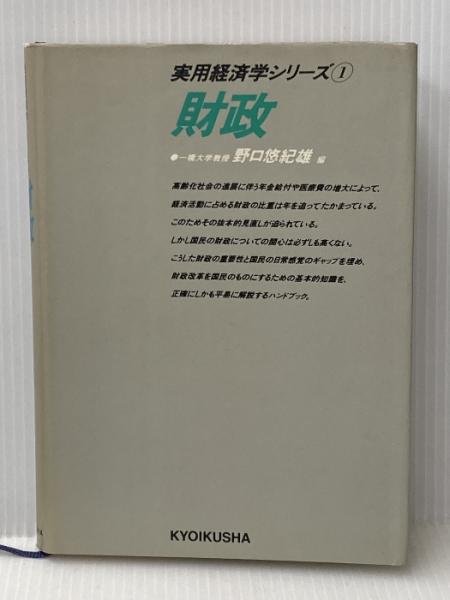 実用経済学シリーズ①
財政
●一橋大学教授 野口悠紀雄 編
高齢化社会の進展に伴う年金給付や医療費の増大によって、
経済活動に占める財政の比重は年を追ってたかまっている。
このためその抜本的見直しが迫られている。
しかし国民の財政についての関心は必ずしも高くない。
こうした財政の重要性と国民の日常感覚のギャップを埋め、
財政改革を国民のものにするための基本的知識を、
正確にしかも平易に解説するハンドブック。
KYOIKUSHA